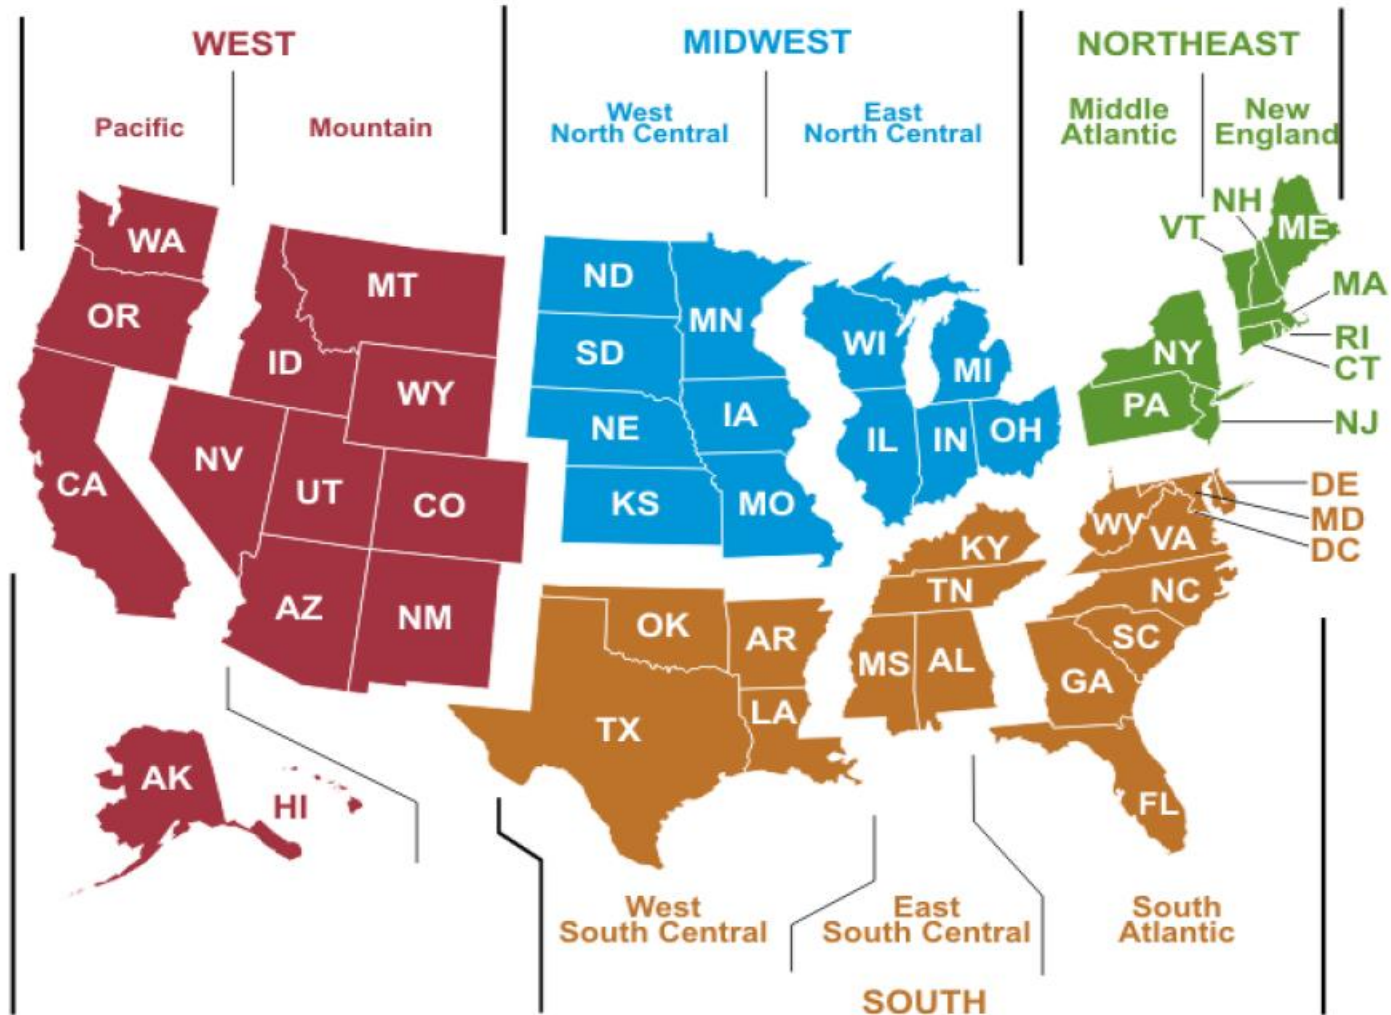 WEST
MIDWEST
NORTHEAST
Pacific
Mountain
West
North Central
East
North Central
Middle
Atlantic
New
England
WA
OR
CA
MT
ID
WY
NV
UT
CO
AZ
NM
AK
HI
ND
SD
NE
KS
MN
IA
MO
WI
MI
IL
IN
OH
NH
VT
ME
MA
RI
CT
NY
PA
NJ
DE
MD
DC
WV
VA
KY
TN
NC
SC
OK
AR
MS
AL
GA
TX
LA
FL
West
South Central
East
South Central
South
Atlantic
SOUTH